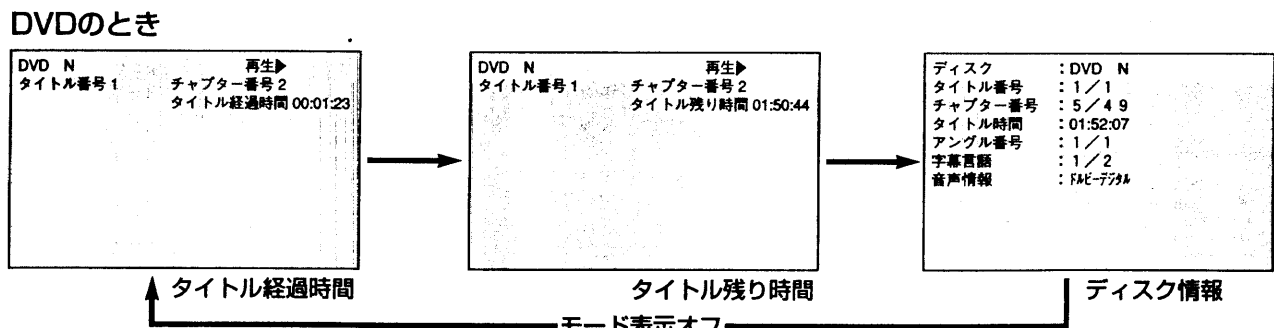 DVDのとき
DVD N 再生▶
タイトル番号 1 チャプター番号 2
タイトル経過時間 00:01:23
DVD N 再生▶
タイトル番号 1 チャプター番号 2
タイトル残り時間 01:50:44
ディスク :DVD N
タイトル番号 :1／1
チャプター番号 :5／49
タイトル時間 :01:52:07
アングル番号 :1／1
字幕言語 :1／2
音声情報 :ﾄﾞﾙﾋﾞｰﾃﾞｼﾞﾀﾙ
タイトル経過時間
タイトル残り時間
ディスク情報
モード表示オフ